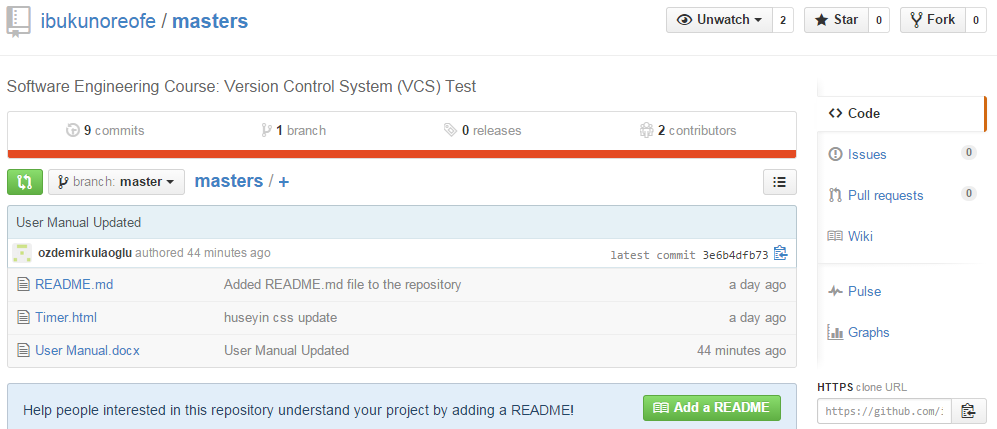 ibukunoreofe / masters
Unwatch 2 Star 0 Fork 0
Software Engineering Course: Version Control System (VCS) Test
9 commits 1 branch 0 releases 2 contributors
branch: master masters / +
User Manual Updated
ozdemirkulaoglu authored 44 minutes ago latest commit 3e6b4dfb73
README.md Added README.md file to the repository a day ago
Timer.html huseyin css update a day ago
User Manual.docx User Manual Updated 44 minutes ago
Help people interested in this repository understand your project by adding a README! Add a README
Code
Issues 0
Pull requests 0
Wiki
Pulse
Graphs
HTTPS clone URL
https://github.com/